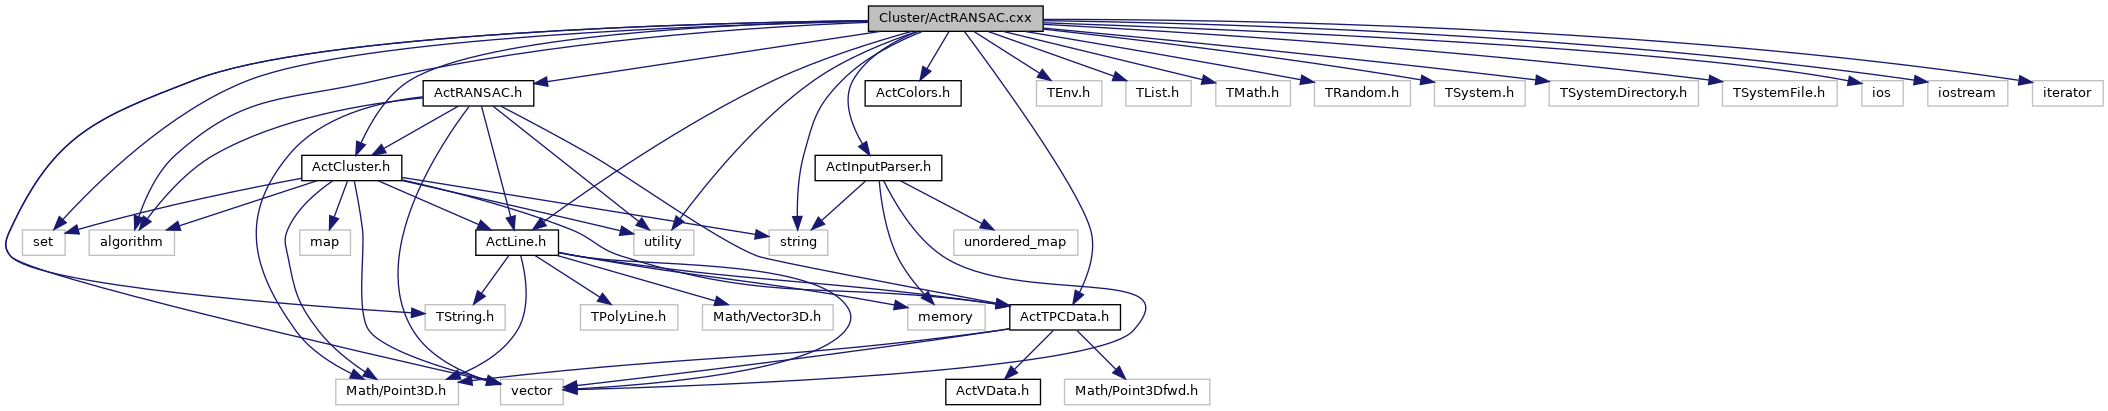 Cluster/ActRANSAC.cxx
ActRANSAC.h
ActColors.h
TEnv.h
TList.h
TMath.h
TRandom.h
TSystem.h
TSystemDirectory.h
TSystemFile.h
ios
iostream
iterator
ActCluster.h
ActInputParser.h
set
algorithm
map
ActLine.h
utility
string
unordered_map
TString.h
TPolyLine.h
Math/Vector3D.h
memory
ActTPCData.h
Math/Point3D.h
vector
ActVData.h
Math/Point3Dfwd.h